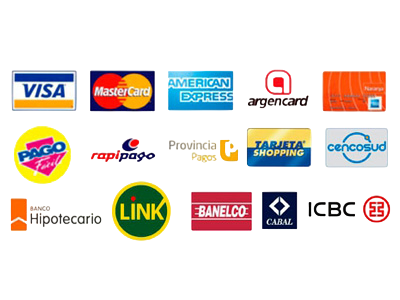 VISA
MasterCard
AMERICAN
EXPRESS
argencard
Naranja
PAGO
fácil
rapipago
Provincia
Pagos
TARJETA
SHOPPING
cencosud
BANCO
Hipotecario
LINK
BANELCO
CABAL
ICBC